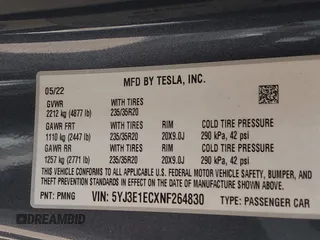 MFD BY TESLA, INC.
05/22
GVWR WITH TIRES
2212 kg (4877 lb) 235/35R20
GAWR FRT WITH TIRES RIM COLD TIRE PRESSURE
1110 kg (2447 lb) 235/35R20 20X9.0J 290 kPa, 42 psi
GAWR RR WITH TIRES RIM COLD TIRE PRESSURE
1257 kg (2771 lb) 235/35R20 20X9.0J 290 kPa, 42 psi
THIS VEHICLE CONFORMS TO ALL APPLICABLE U.S. FEDERAL MOTOR VEHICLE SAFETY, BUMPER, AND
THEFT PREVENTION STANDARDS IN EFFECT ON THE DATE OF MANUFACTURE SHOWN ABOVE.
PNT: PMNG VIN: 5YJ3E1ECXNF264830 TYPE: PASSENGER CAR
DREAMBID